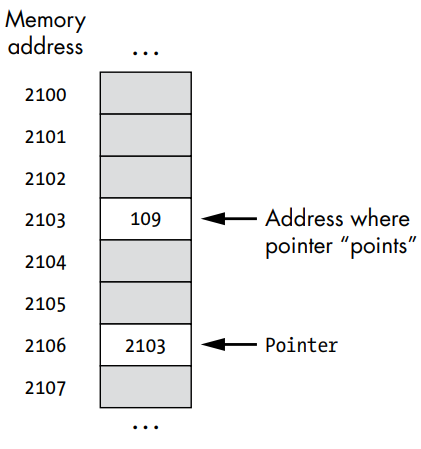 Memory
address
...
2100
2101
2102
2103 109 Address where
pointer “points”
2104
2105
2106 2103 Pointer
2107
...